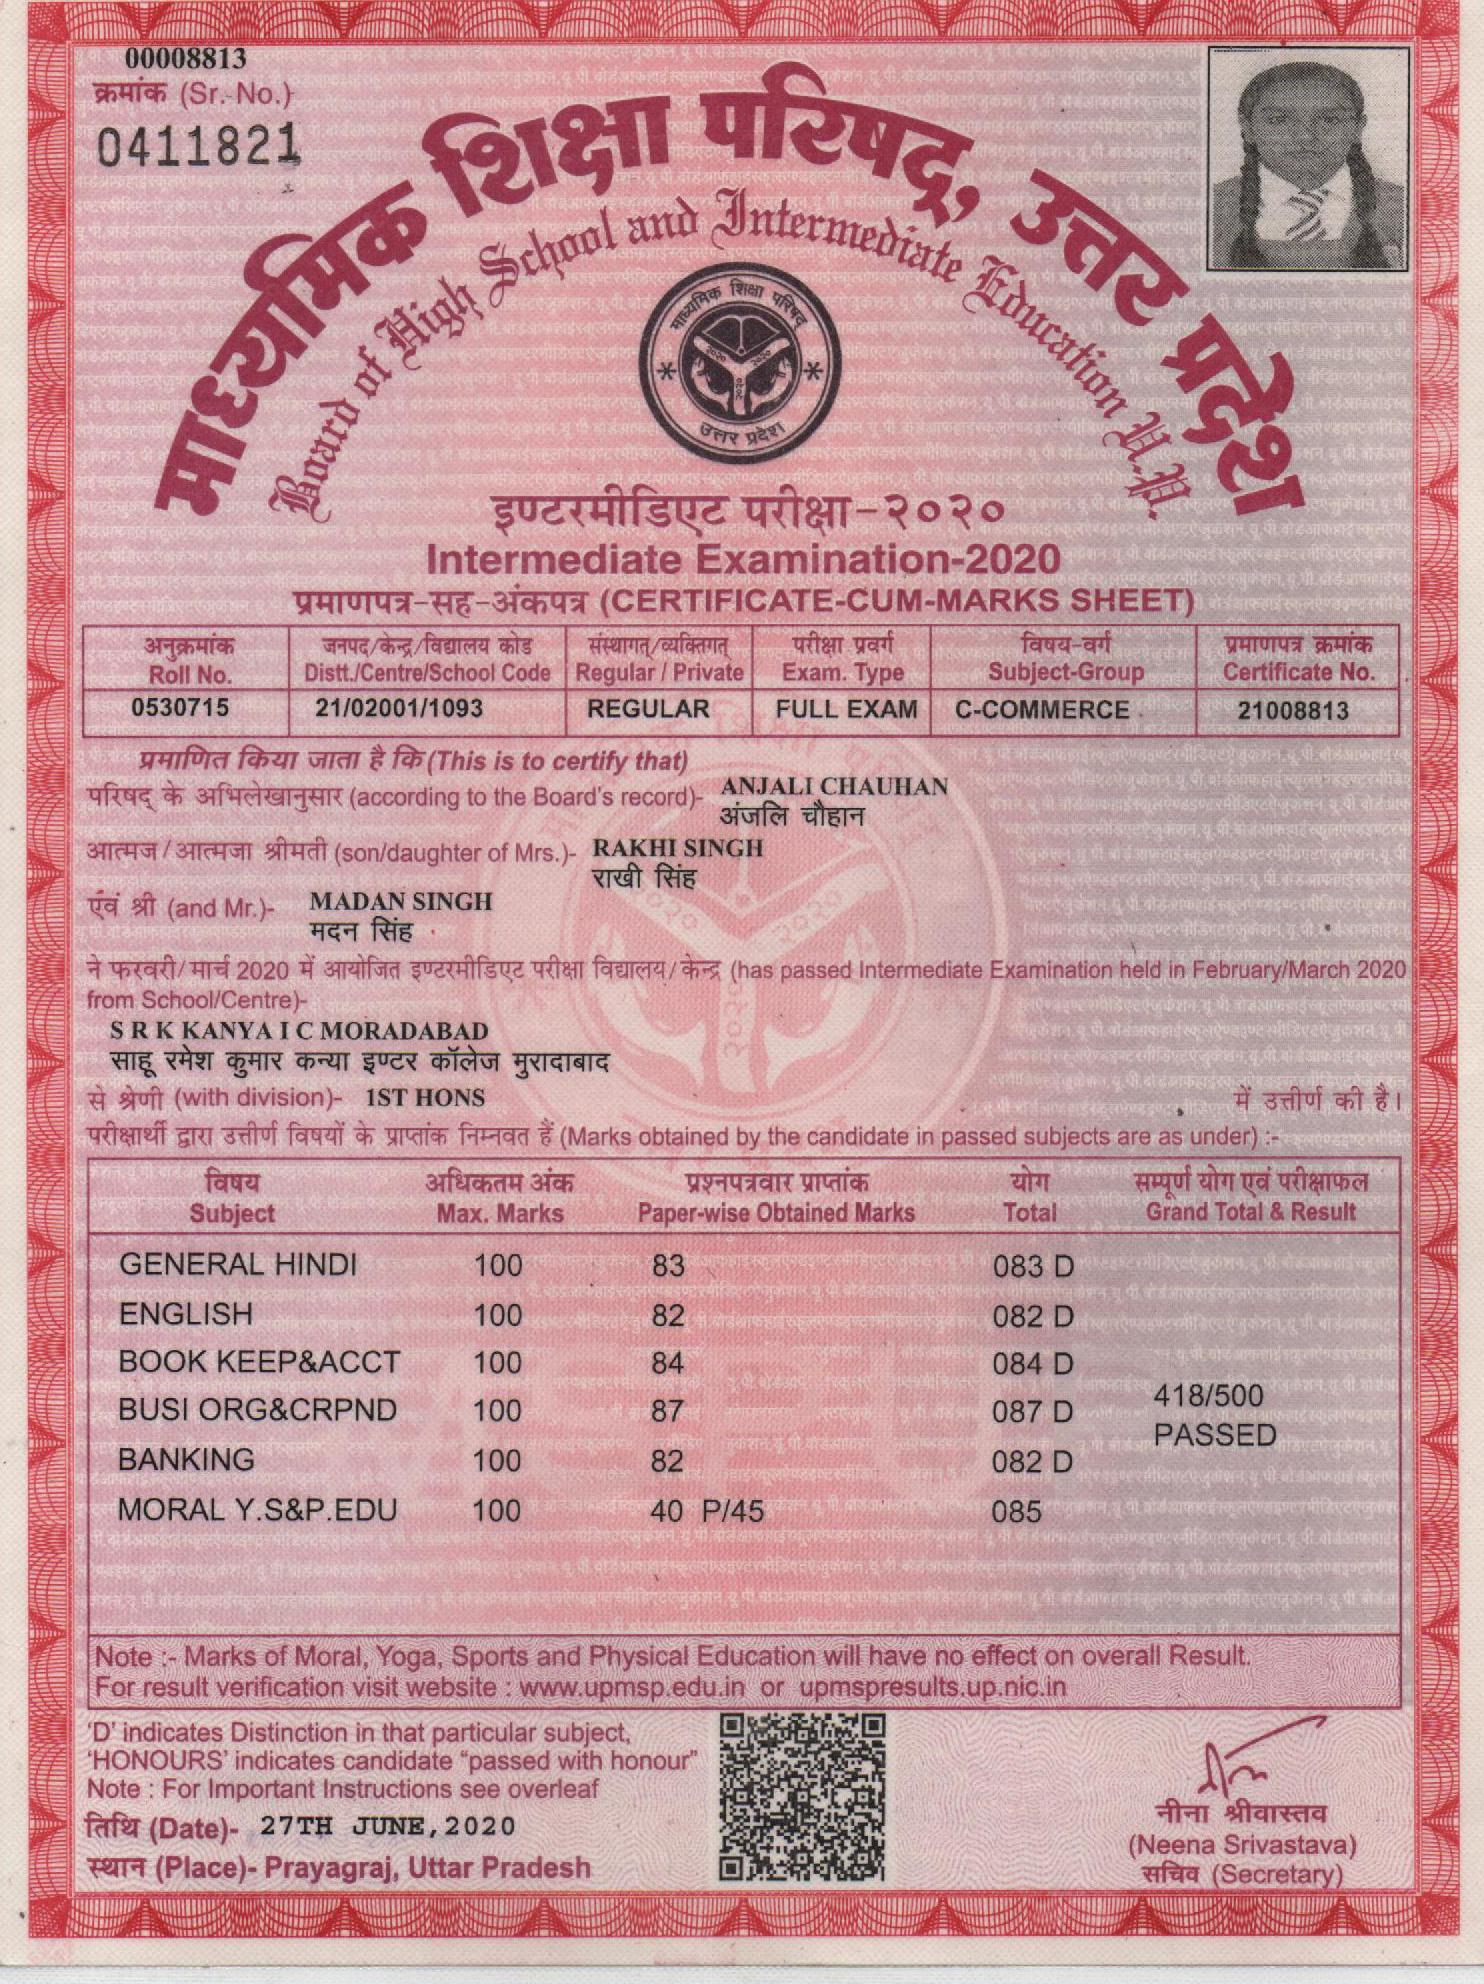 00008813
क्रमांक (Sr. No.)
0411821
माध्यमिक शिक्षा परिषद्, उत्तर प्रदेश
Board of High School and Intermediate Education U.P.
माध्यमिक शिक्षा परिषद्
२०२० २०२०
२०२०
उत्तर प्रदेश
इण्टरमीडिएट परीक्षा-२०२०
Intermediate Examination-2020
प्रमाणपत्र-सह-अंकपत्र (CERTIFICATE-CUM-MARKS SHEET)
अनुक्रमांक जनपद/केन्द्र/विद्यालय कोड संस्थागत्/व्यक्तिगत् परीक्षा प्रवर्ग विषय-वर्ग प्रमाणपत्र क्रमांक
Roll No. Distt./Centre/School Code Regular / Private Exam. Type Subject-Group Certificate No.
0530715 21/02001/1093 REGULAR FULL EXAM C-COMMERCE 21008813
प्रमाणित किया जाता है कि (This is to certify that)
परिषद् के अभिलेखानुसार (according to the Board's record)- ANJALI CHAUHAN
अंजलि चौहान
आत्मज/आत्मजा श्रीमती (son/daughter of Mrs.)- RAKHI SINGH
राखी सिंह
एवं श्री (and Mr.)- MADAN SINGH
मदन सिंह
ने फरवरी/मार्च 2020 में आयोजित इण्टरमीडिएट परीक्षा विद्यालय/केन्द्र (has passed Intermediate Examination held in February/March 2020
from School/Centre)-
S R K KANYA I C MORADABAD
साहू रमेश कुमार कन्या इण्टर कॉलेज मुरादाबाद
से श्रेणी (with division)- 1ST HONS में उत्तीर्ण की है।
परीक्षार्थी द्वारा उत्तीर्ण विषयों के प्राप्तांक निम्नवत हैं (Marks obtained by the candidate in passed subjects are as under) :-
विषय अधिकतम अंक प्रश्नपत्रवार प्राप्तांक योग सम्पूर्ण योग एवं परीक्षाफल
Subject Max. Marks Paper-wise Obtained Marks Total Grand Total & Result
GENERAL HINDI 100 83 083 D
ENGLISH 100 82 082 D
BOOK KEEP&ACCT 100 84 084 D
418/500
BUSI ORG&CRPND 100 87 087 D
PASSED
BANKING 100 82 082 D
MORAL Y.S&P.EDU 100 40 P/45 085
Note :- Marks of Moral, Yoga, Sports and Physical Education will have no effect on overall Result.
For result verification visit website : www.upmsp.edu.in or upmspresults.up.nic.in
'D' indicates Distinction in that particular subject,
'HONOURS' indicates candidate "passed with honour"
Note : For Important Instructions see overleaf
तिथि (Date)- 27TH JUNE,2020
स्थान (Place)- Prayagraj, Uttar Pradesh
नीना श्रीवास्तव
(Neena Srivastava)
सचिव (Secretary)